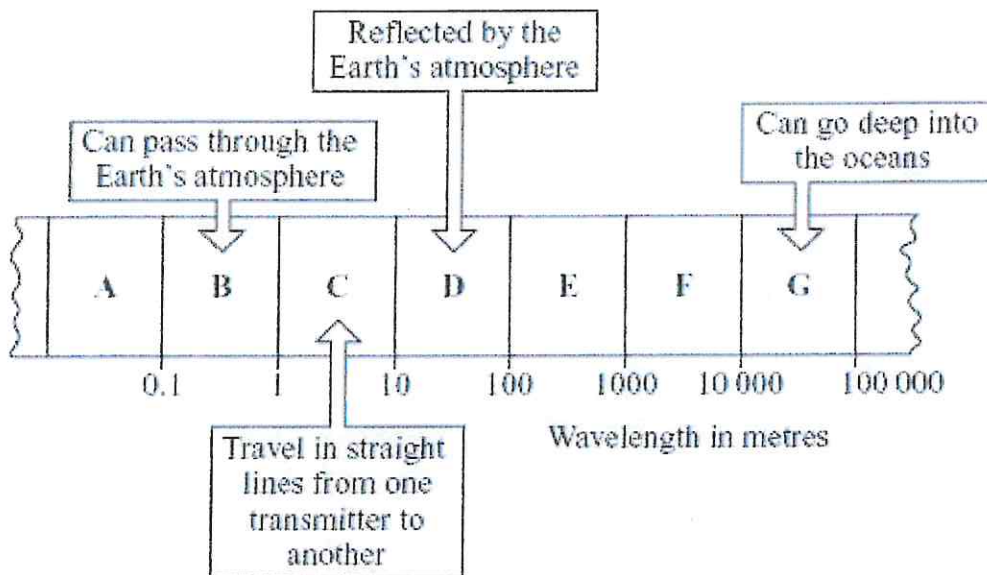 Reflected by the
Earth's atmosphere
Can pass through the
Earth's atmosphere
Can go deep into
the oceans
A B C D E F G
0.1 1 10 100 1000 10 000 100 000
Travel in straight
lines from one
transmitter to
another
Wavelength in metres